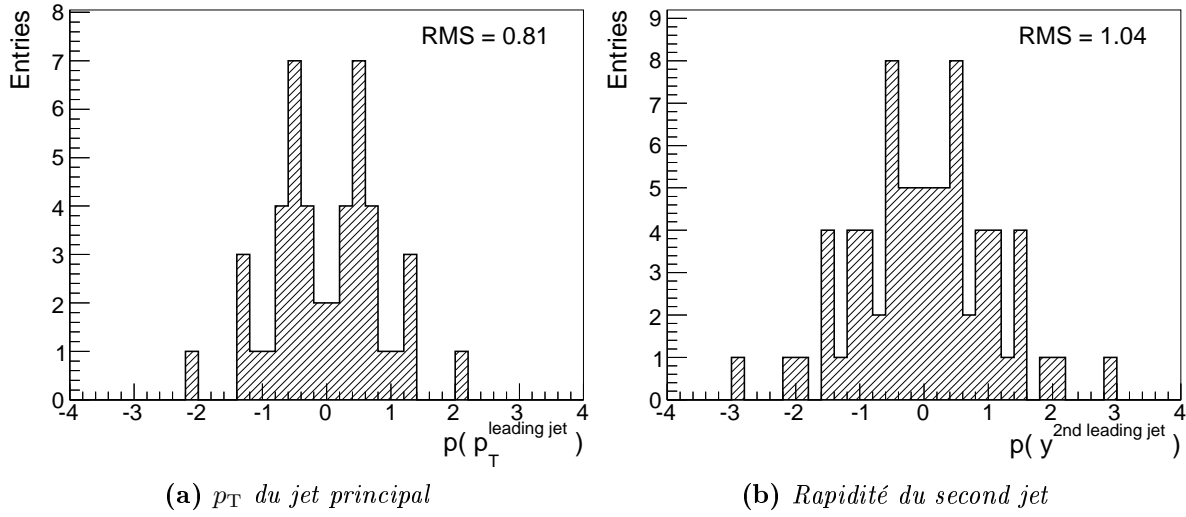 Entries
RMS = 0.81
8
7
6
5
4
3
2
1
0
-4 -3 -2 -1 0 1 2 3 4
p( p_T^leading jet )
(a) p_T du jet principal
Entries
RMS = 1.04
9
8
7
6
5
4
3
2
1
0
-4 -3 -2 -1 0 1 2 3 4
p( y^2nd leading jet )
(b) Rapidité du second jet